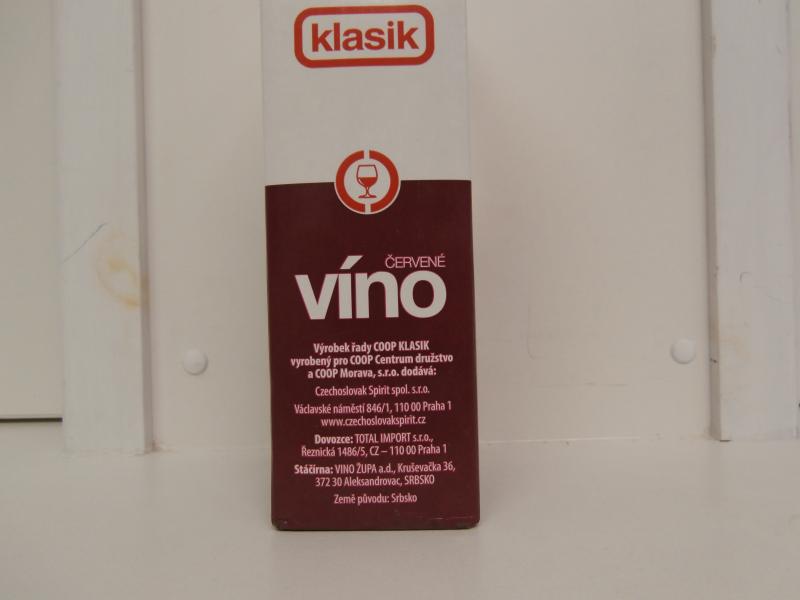 klasik
ČERVENÉ
víno
Výrobek řady COOP KLASIK
vyrobený pro COOP Centrum družstvo
a COOP Morava, s.r.o. dodává:
Czechoslovak Spirit spol. s.r.o.
Václavské náměstí 846/1, 110 00 Praha 1
www.czechoslovakspirit.cz
Dovozce: TOTAL IMPORT s.r.o.,
Řeznická 1486/5, CZ – 110 00 Praha 1
Stáčírna: VINO ŽUPA a.d., Kruševačka 36,
372 30 Aleksandrovac, SRBSKO
Země původu: Srbsko